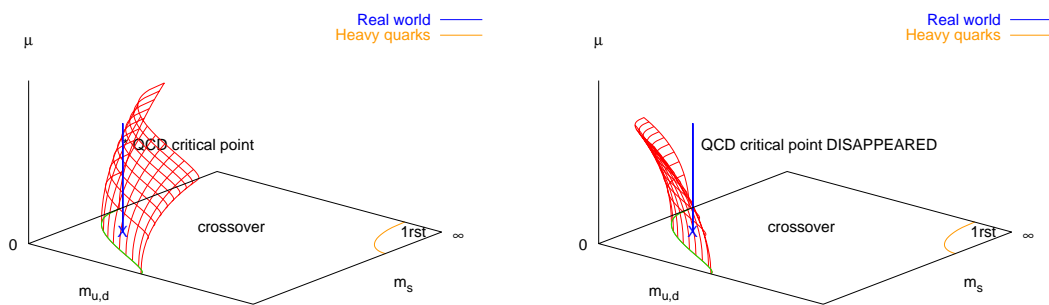 Real world
Heavy quarks
μ
QCD critical point
crossover
1rst
∞
0
m_{u,d}
m_s
Real world
Heavy quarks
μ
QCD critical point DISAPPEARED
crossover
1rst
∞
0
m_{u,d}
m_s
X
X